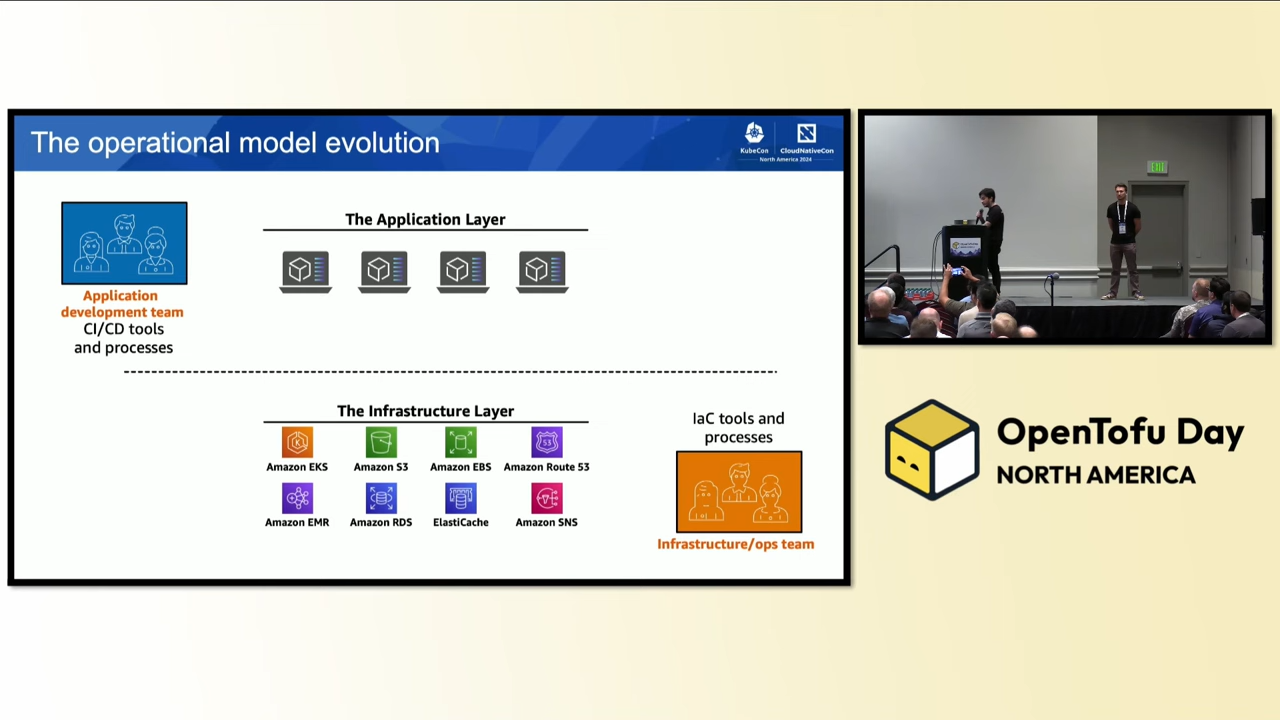 The operational model evolution
KubeCon
CloudNativeCon
North America 2024
The Application Layer
Application
development team
CI/CD tools
and processes
The Infrastructure Layer
Amazon EKS
Amazon S3
Amazon EBS
53
Amazon Route 53
Amazon EMR
Amazon RDS
ElastiCache
Amazon SNS
IaC tools and
processes
Infrastructure/ops team
EXIT
OpenTofu Day
NORTH AMERICA